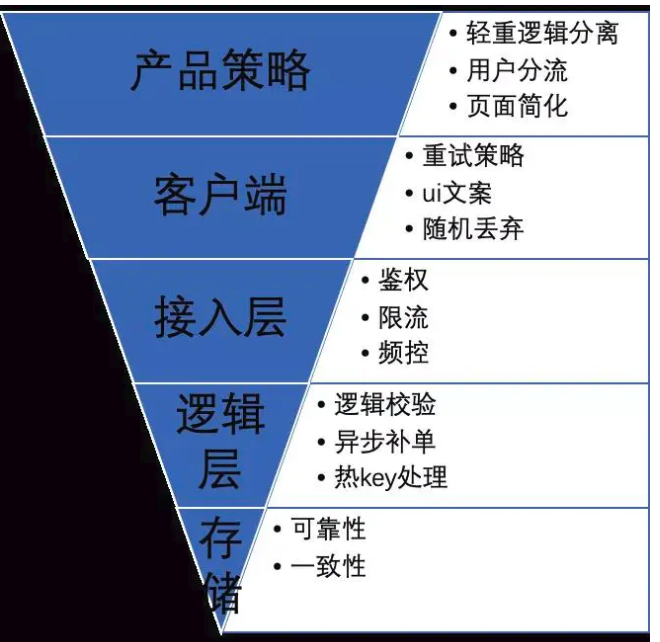 产品策略
• 轻重逻辑分离
• 用户分流
• 页面简化
客户端
• 重试策略
• ui文案
• 随机丢弃
接入层
• 鉴权
• 限流
• 频控
逻辑
层
• 逻辑校验
• 异步补单
• 热key处理
存
储
• 可靠性
• 一致性